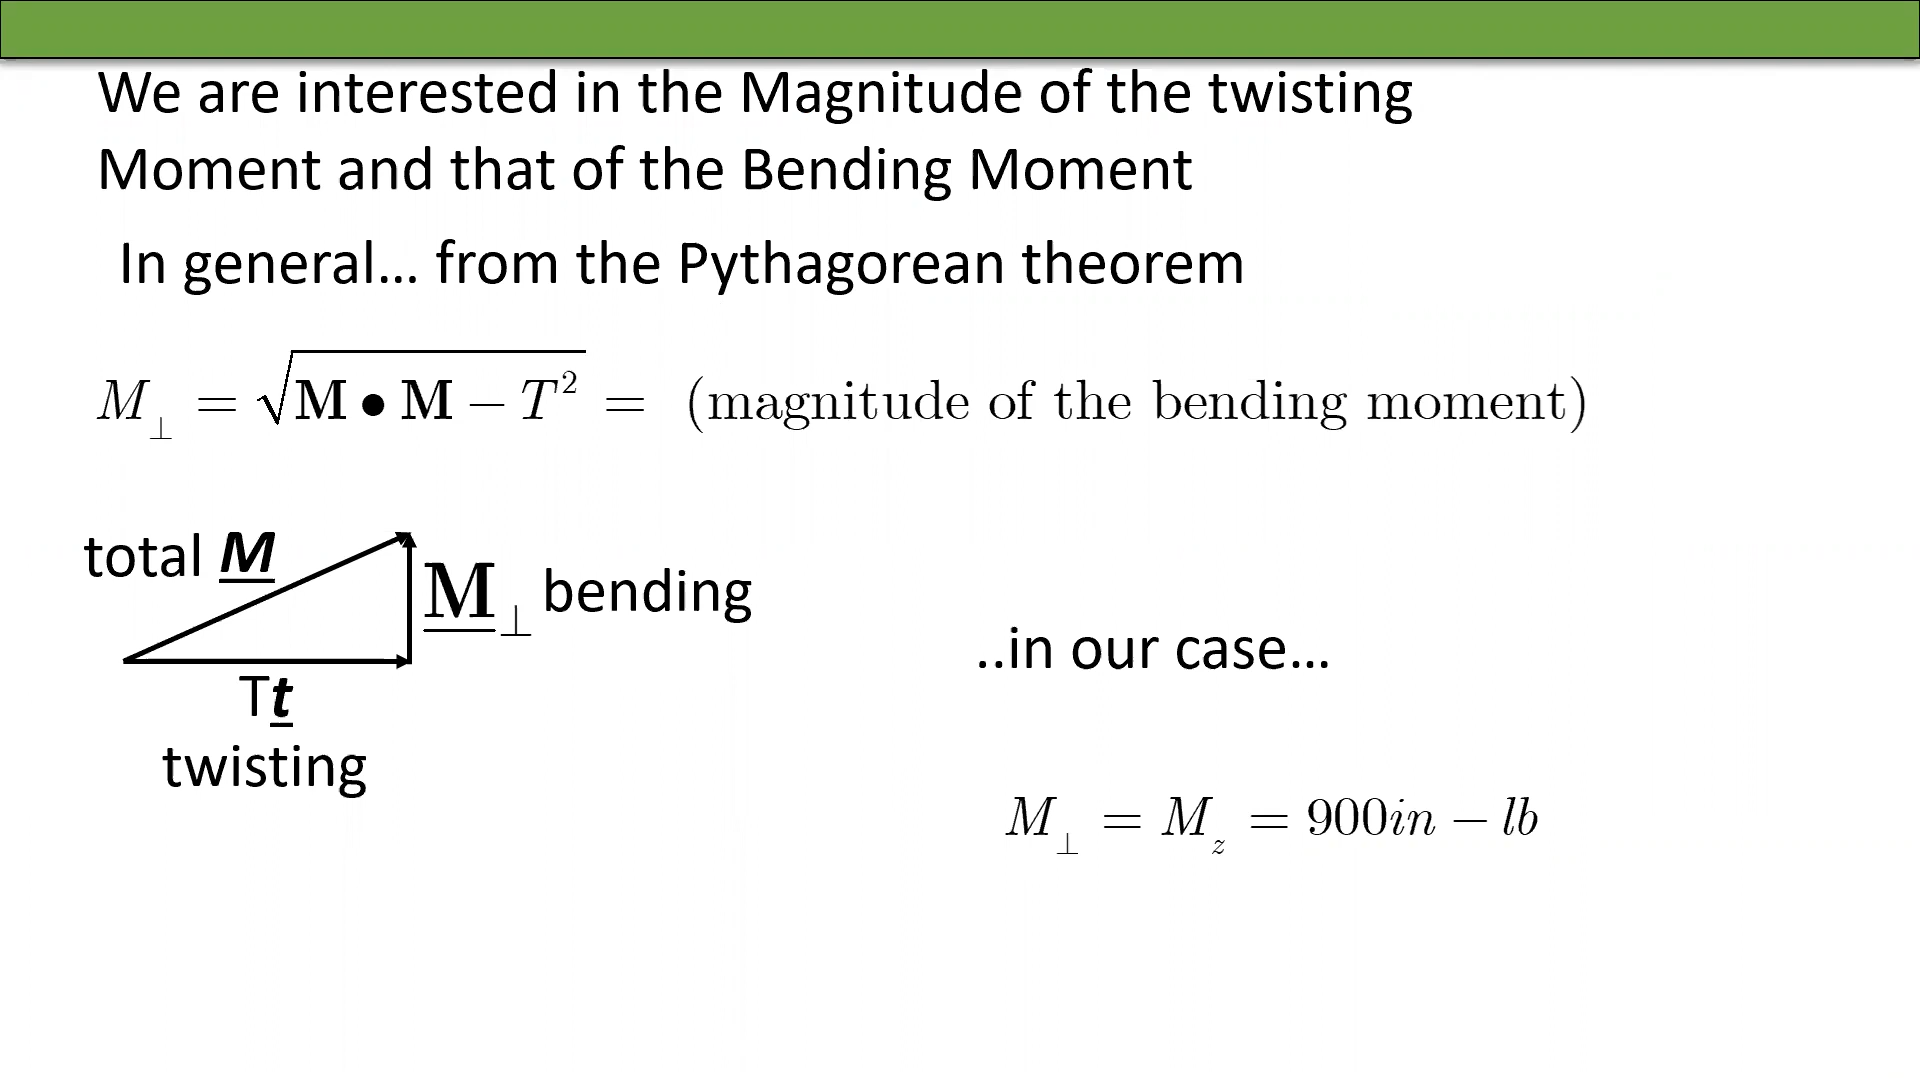 We are interested in the Magnitude of the twisting
Moment and that of the Bending Moment
In general... from the Pythagorean theorem
M⊥ = √(M • M − T²) = (magnitude of the bending moment)
total M
M⊥ bending
Tt
twisting
..in our case...
M⊥ = Mz = 900in − lb